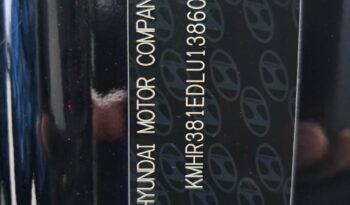 HYUNDAI MOTOR COMPAN
KMHR381EDLU13860